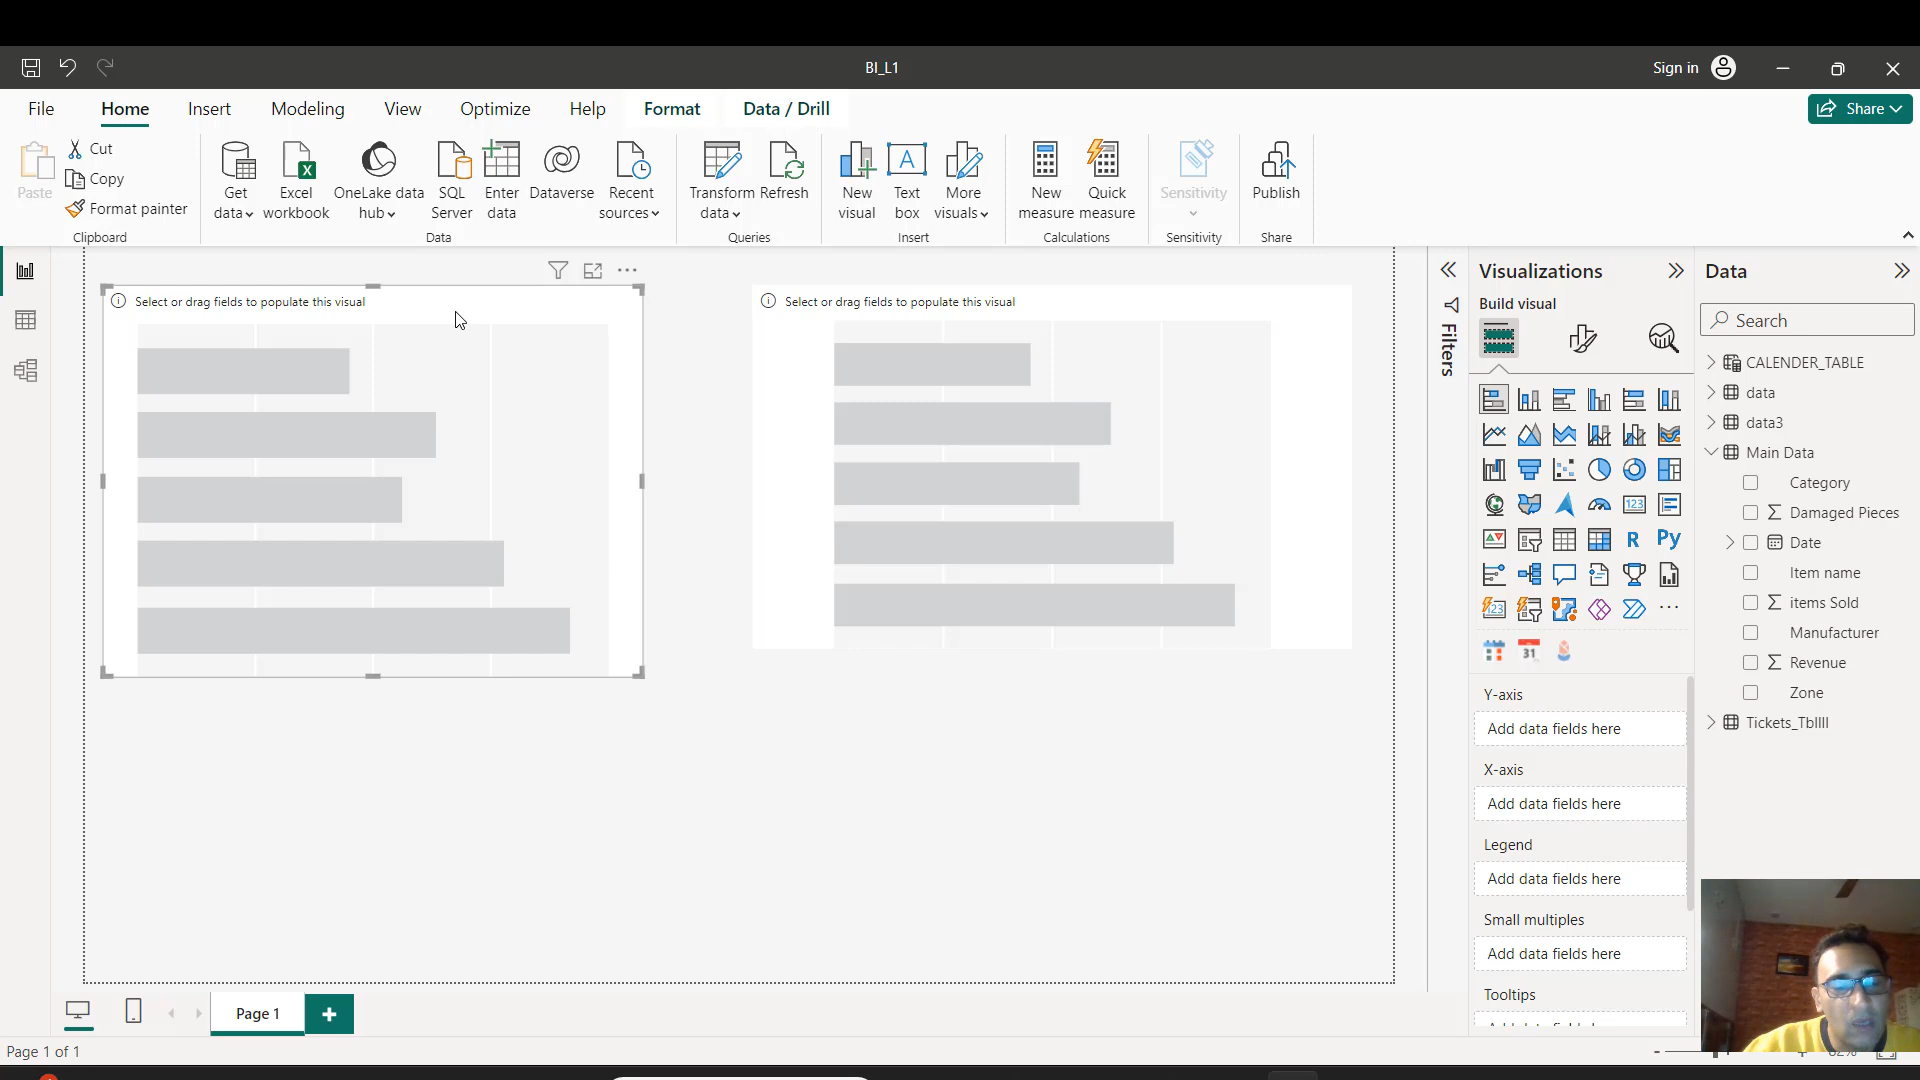 BI_L1
Sign in
File
Home
Insert
Modeling
View
Optimize
Help
Format
Data / Drill
Share
Paste
Cut
Copy
Format painter
Clipboard
Get
data
Excel
workbook
OneLake data
hub
SQL
Server
Enter
data
Dataverse
Recent
sources
Data
Transform
data
Refresh
Queries
New
visual
Text
box
More
visuals
Insert
New
measure
Quick
measure
Calculations
Sensitivity
Sensitivity
Publish
Share
Select or drag fields to populate this visual
Select or drag fields to populate this visual
Filters
Visualizations
Build visual
123
R
Py
123
31
Y-axis
Add data fields here
X-axis
Add data fields here
Legend
Add data fields here
Small multiples
Add data fields here
Tooltips
Data
Search
CALENDER_TABLE
data
data3
Main Data
Category
Damaged Pieces
Date
Item name
items Sold
Manufacturer
Revenue
Zone
Page 1
Page 1 of 1